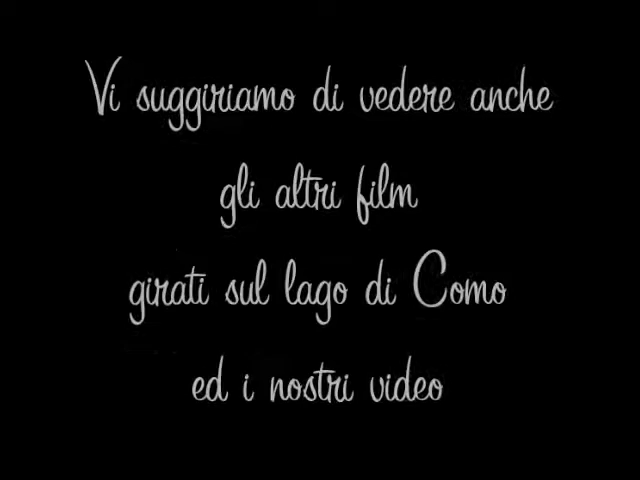 Vi suggiriamo di vedere anche
gli altri film
girati sul lago di Como
ed i nostri video